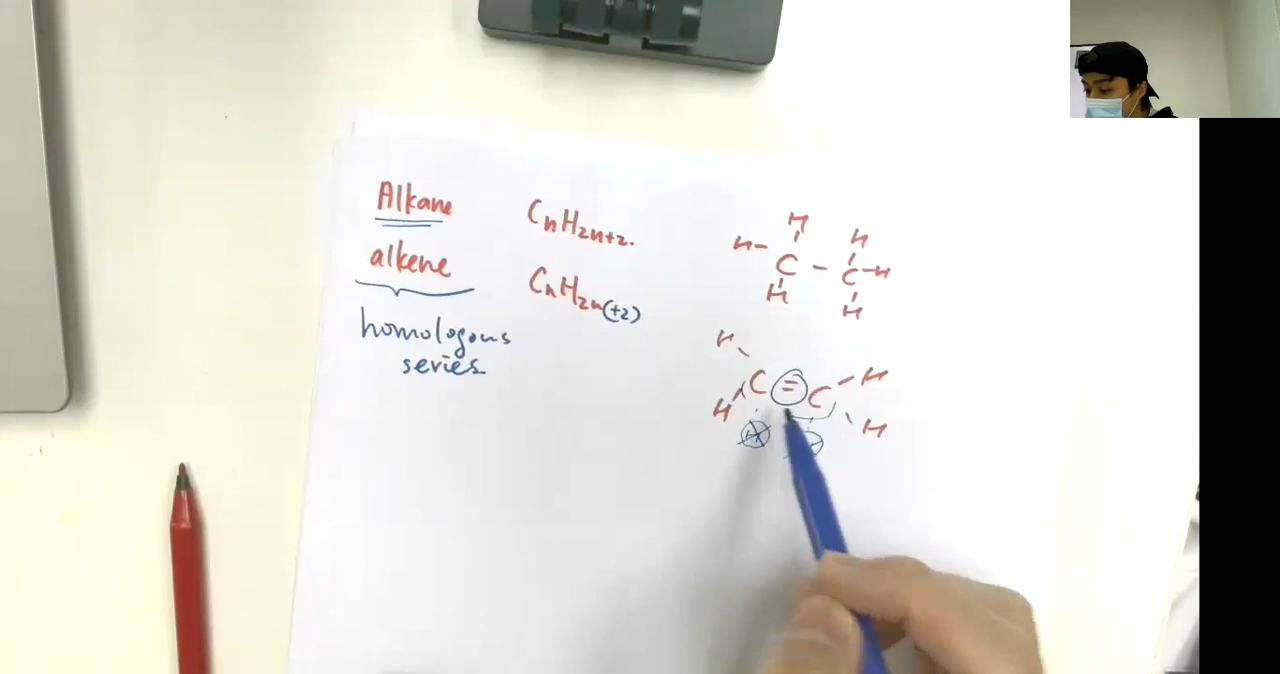 Alkane
CnH2n+2.
alkene
CnH2n(+2)
homologous
series
H
H
H- C - C -H
H
H
H
C = C - H
H
H
H